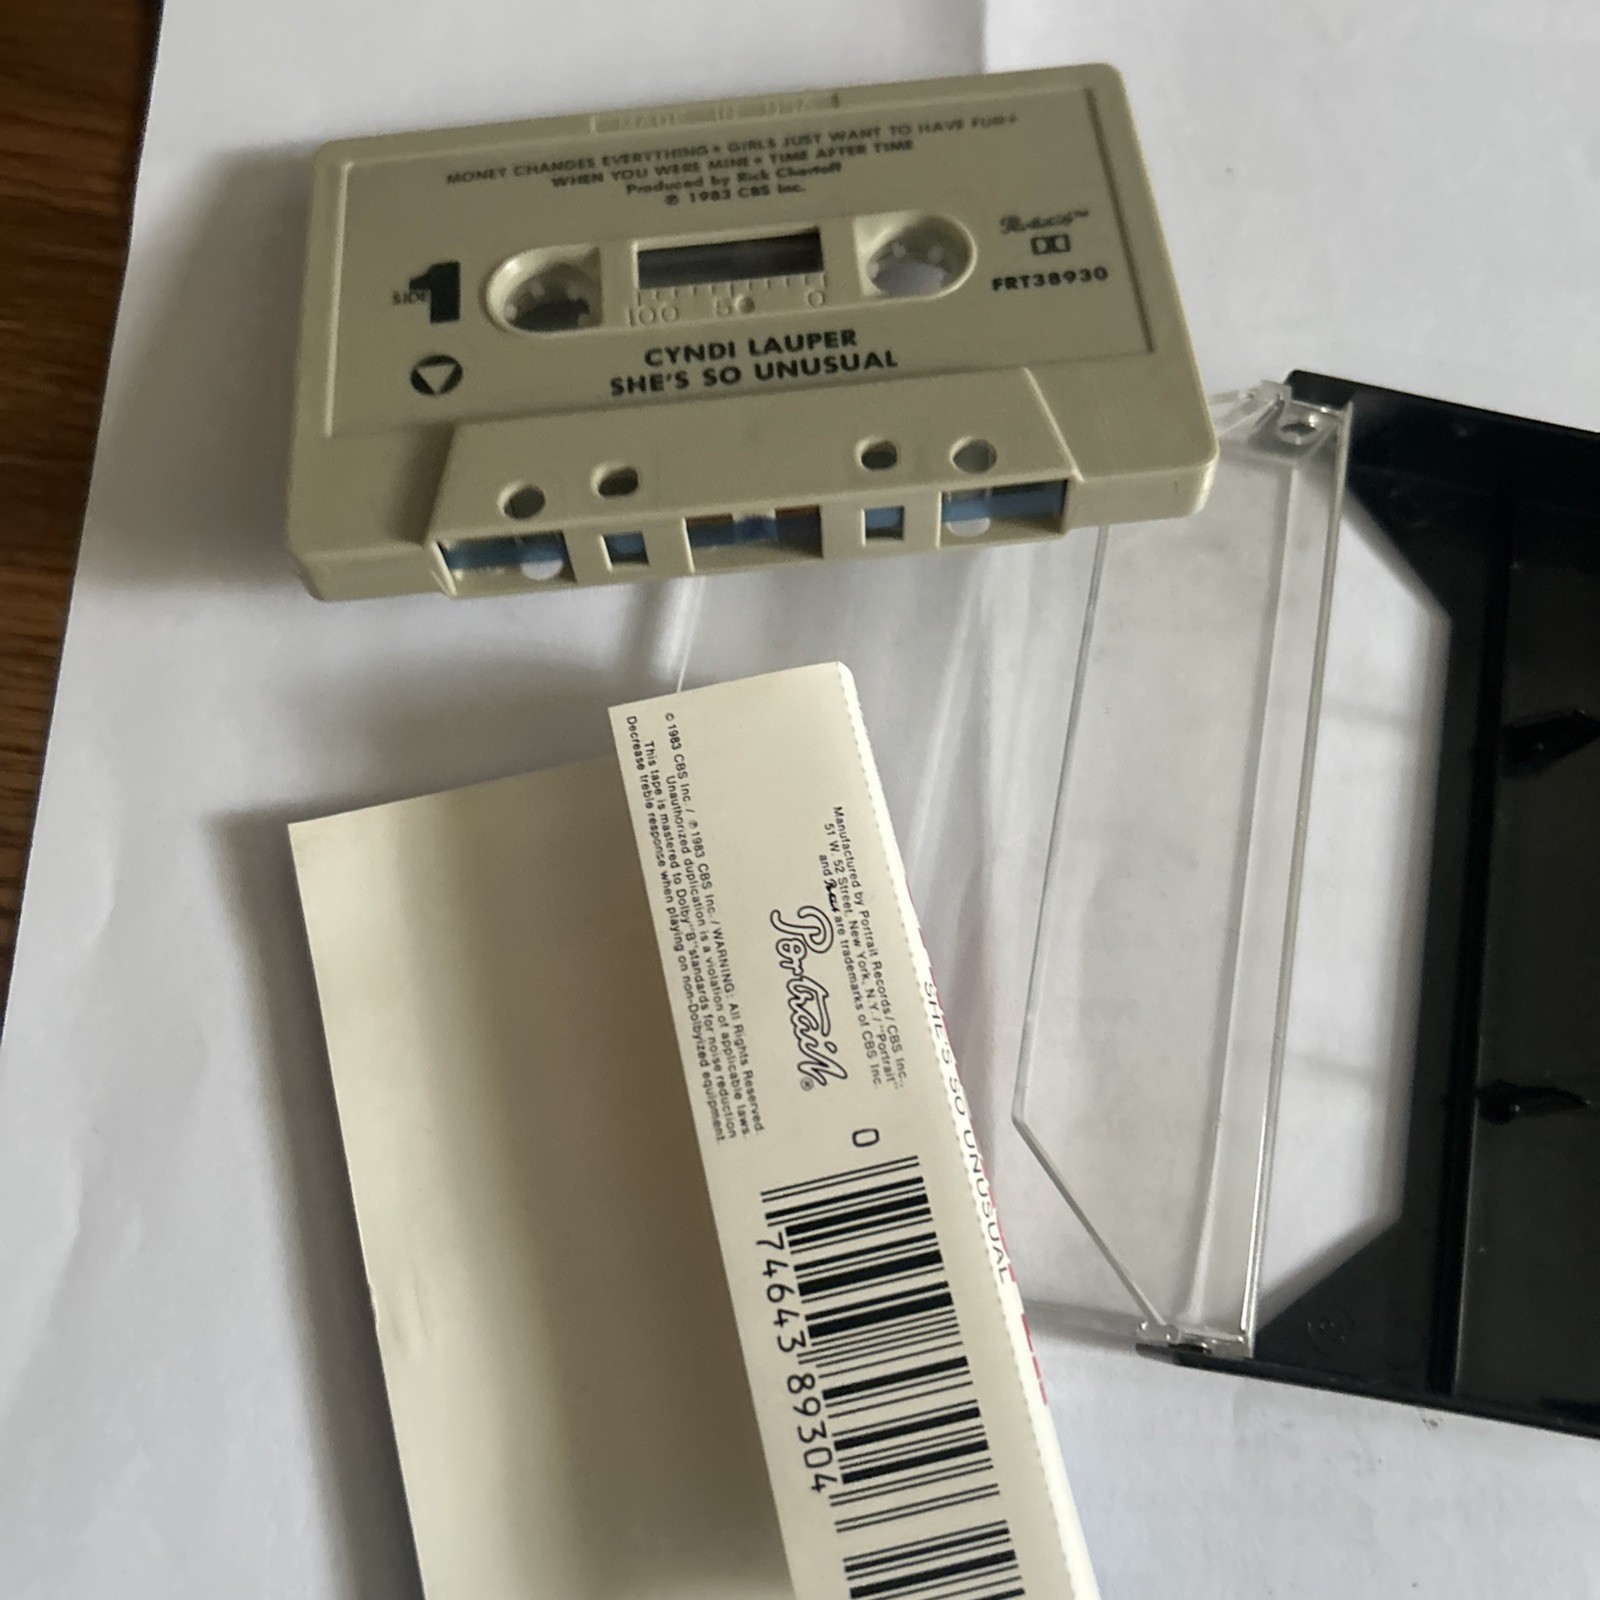 MADE IN USA
MONEY CHANGES EVERYTHING • GIRLS JUST WANT TO HAVE FUN+
WHEN YOU WERE MINE • TIME AFTER TIME
Produced by Rick Chertoff
℗ 1983 CBS Inc.
SIDE 1
Portrait™
FRT38930
100 50 0
CYNDI LAUPER
SHE'S SO UNUSUAL
© 1983 CBS Inc. / ℗ 1983 CBS Inc. / WARNING: All Rights Reserved.
Unauthorized duplication is a violation of applicable laws.
This tape is mastered to Dolby "B" standards for noise reduction
Decrease treble response when playing on non-Dolbyized equipment.
Manufactured by Portrait Records/ CBS Inc.,:
51 W. 52 Street, New York, N.Y. / "Portrait"
and Portrait are trademarks of CBS Inc.
Portrait®
0 74643 89304
SHE'S SO UNUSUAL